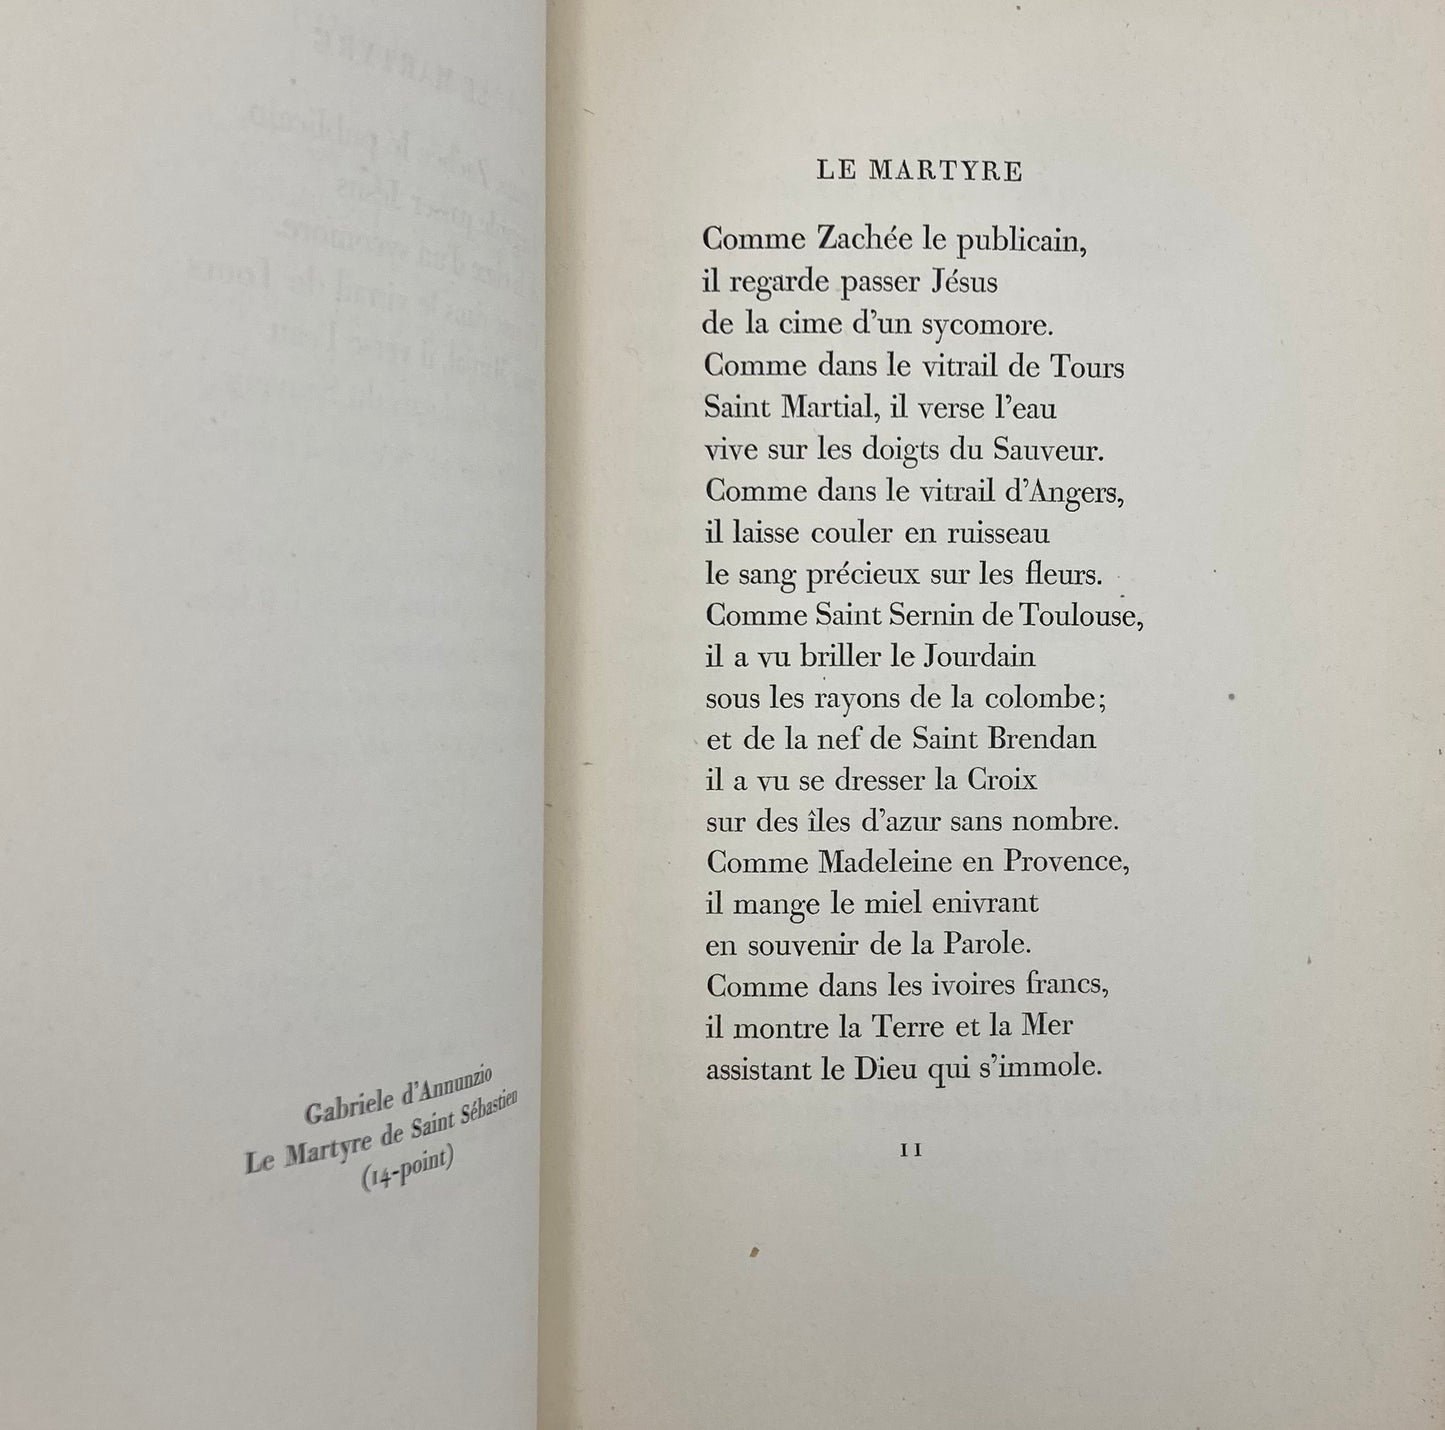 Gabriele d'Annunzio
Le Martyre de Saint Sébastien
(14-point)
LE MARTYRE
Comme Zachée le publicain,
il regarde passer Jésus
de la cime d'un sycomore.
Comme dans le vitrail de Tours
Saint Martial, il verse l'eau
vive sur les doigts du Sauveur.
Comme dans le vitrail d'Angers,
il laisse couler en ruisseau
le sang précieux sur les fleurs.
Comme Saint Sernin de Toulouse,
il a vu briller le Jourdain
sous les rayons de la colombe;
et de la nef de Saint Brendan
il a vu se dresser la Croix
sur des îles d'azur sans nombre.
Comme Madeleine en Provence,
il mange le miel enivrant
en souvenir de la Parole.
Comme dans les ivoires francs,
il montre la Terre et la Mer
assistant le Dieu qui s'immole.
11